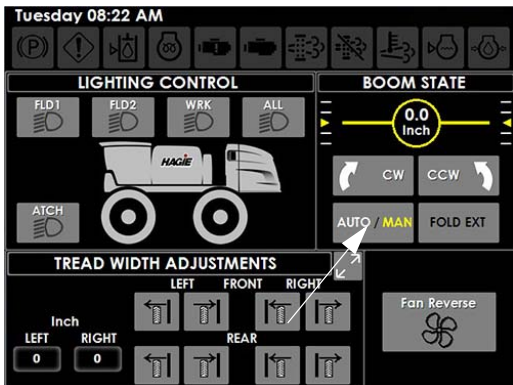 Tuesday 08:22 AM
P
LIGHTING CONTROL
FLD1 FLD2 WRK ALL
HAGIE
ATCH
BOOM STATE
0.0
Inch
CW CCW
AUTO / MAN FOLD EXT
TREAD WIDTH ADJUSTMENTS
LEFT FRONT RIGHT
Inch
LEFT RIGHT
0 0
REAR
Fan Reverse